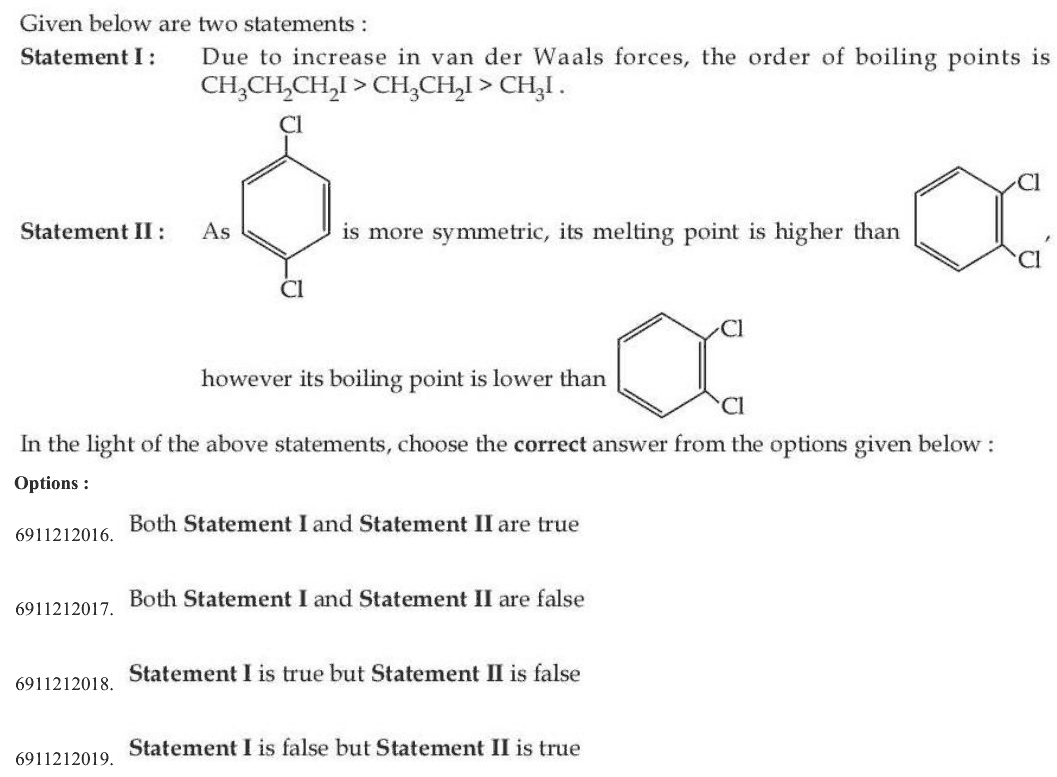 Given below are two statements :
Statement I : Due to increase in van der Waals forces, the order of boiling points is
CH₃CH₂CH₂I > CH₃CH₂I > CH₃I .
Cl
Cl
Statement II : As is more symmetric, its melting point is higher than ,
Cl
Cl
Cl
however its boiling point is lower than
Cl
In the light of the above statements, choose the correct answer from the options given below :
Options :
6911212016. Both Statement I and Statement II are true
6911212017. Both Statement I and Statement II are false
6911212018. Statement I is true but Statement II is false
6911212019. Statement I is false but Statement II is true